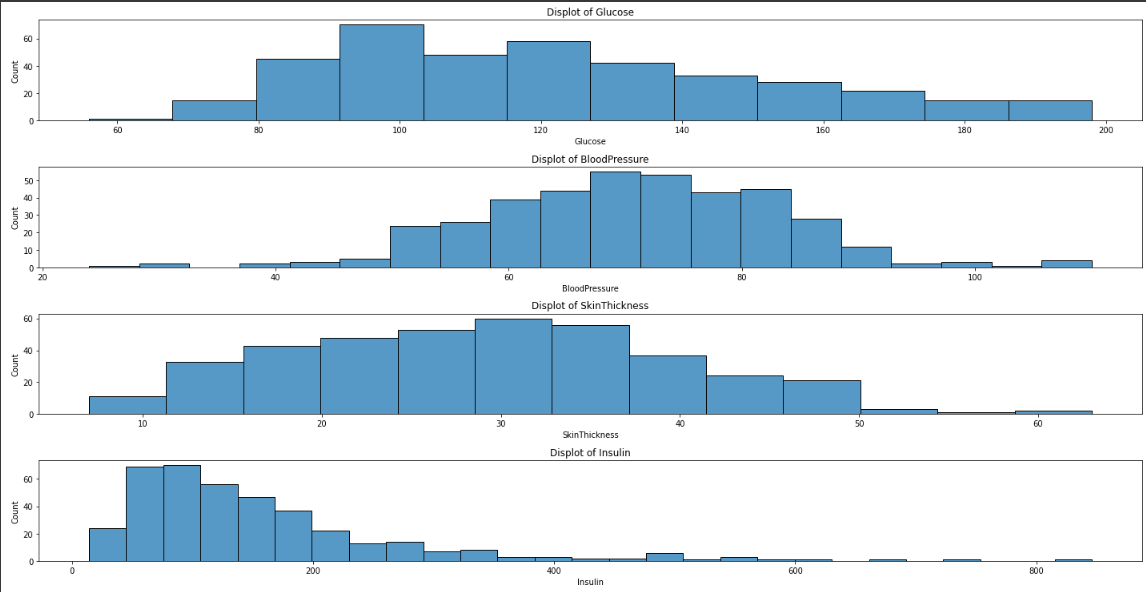 Displot of Glucose
60
40
20
0
Count
60 80 100 120 140 160 180 200
Glucose
Displot of BloodPressure
50
40
30
20
10
0
Count
20 40 60 80 100
BloodPressure
Displot of SkinThickness
60
40
20
0
Count
10 20 30 40 50 60
SkinThickness
Displot of Insulin
60
40
20
0
Count
0 200 400 600 800
Insulin